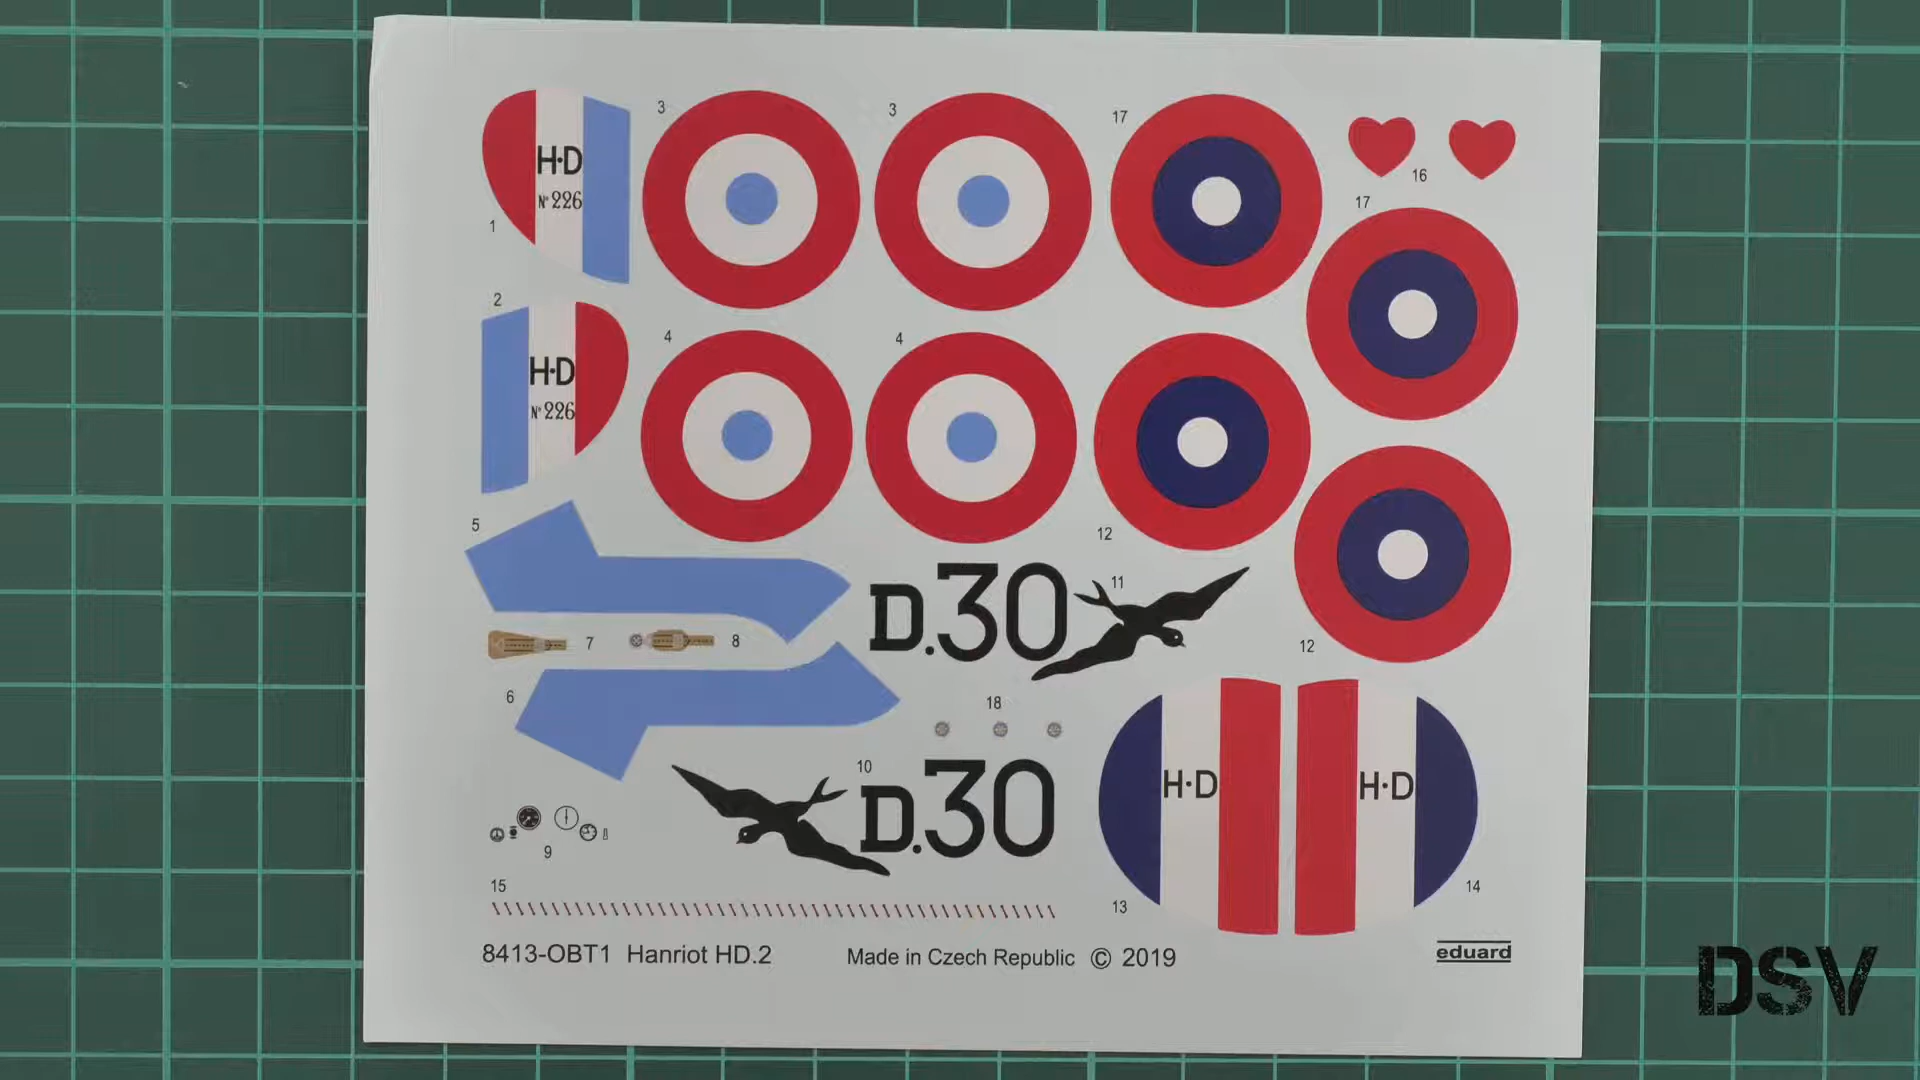 3
3
17
H·D
Nº 226
1
16
17
2
4
4
H·D
Nº 226
5
12
11
D.30
7
8
12
6
18
10
D.30
H·D
H·D
9
15
13
14
8413-OBT1 Hanriot HD.2
Made in Czech Republic © 2019
eduard
DSV